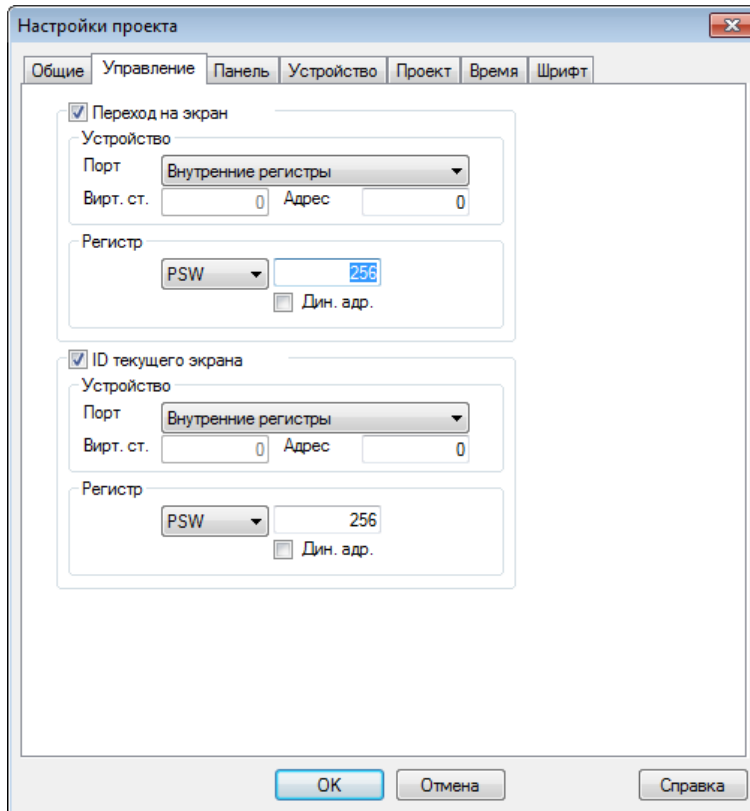 Настройки проекта
Общие Управление Панель Устройство Проект Время Шрифт
Переход на экран
Устройство
Порт Внутренние регистры
Вирт. ст. 0 Адрес 0
Регистр
PSW 256
Дин. адр.
ID текущего экрана
Устройство
Порт Внутренние регистры
Вирт. ст. 0 Адрес 0
Регистр
PSW 256
Дин. адр.
OK Отмена Справка